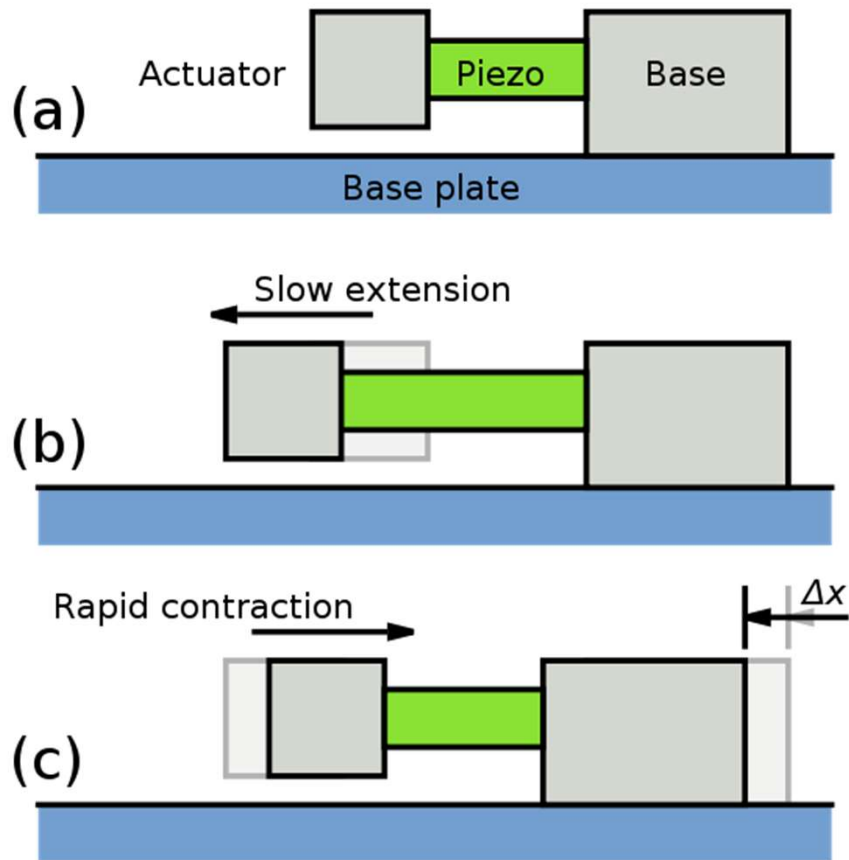 (a)
Actuator
Piezo
Base
Base plate
(b)
Slow extension
(c)
Rapid contraction
Δx